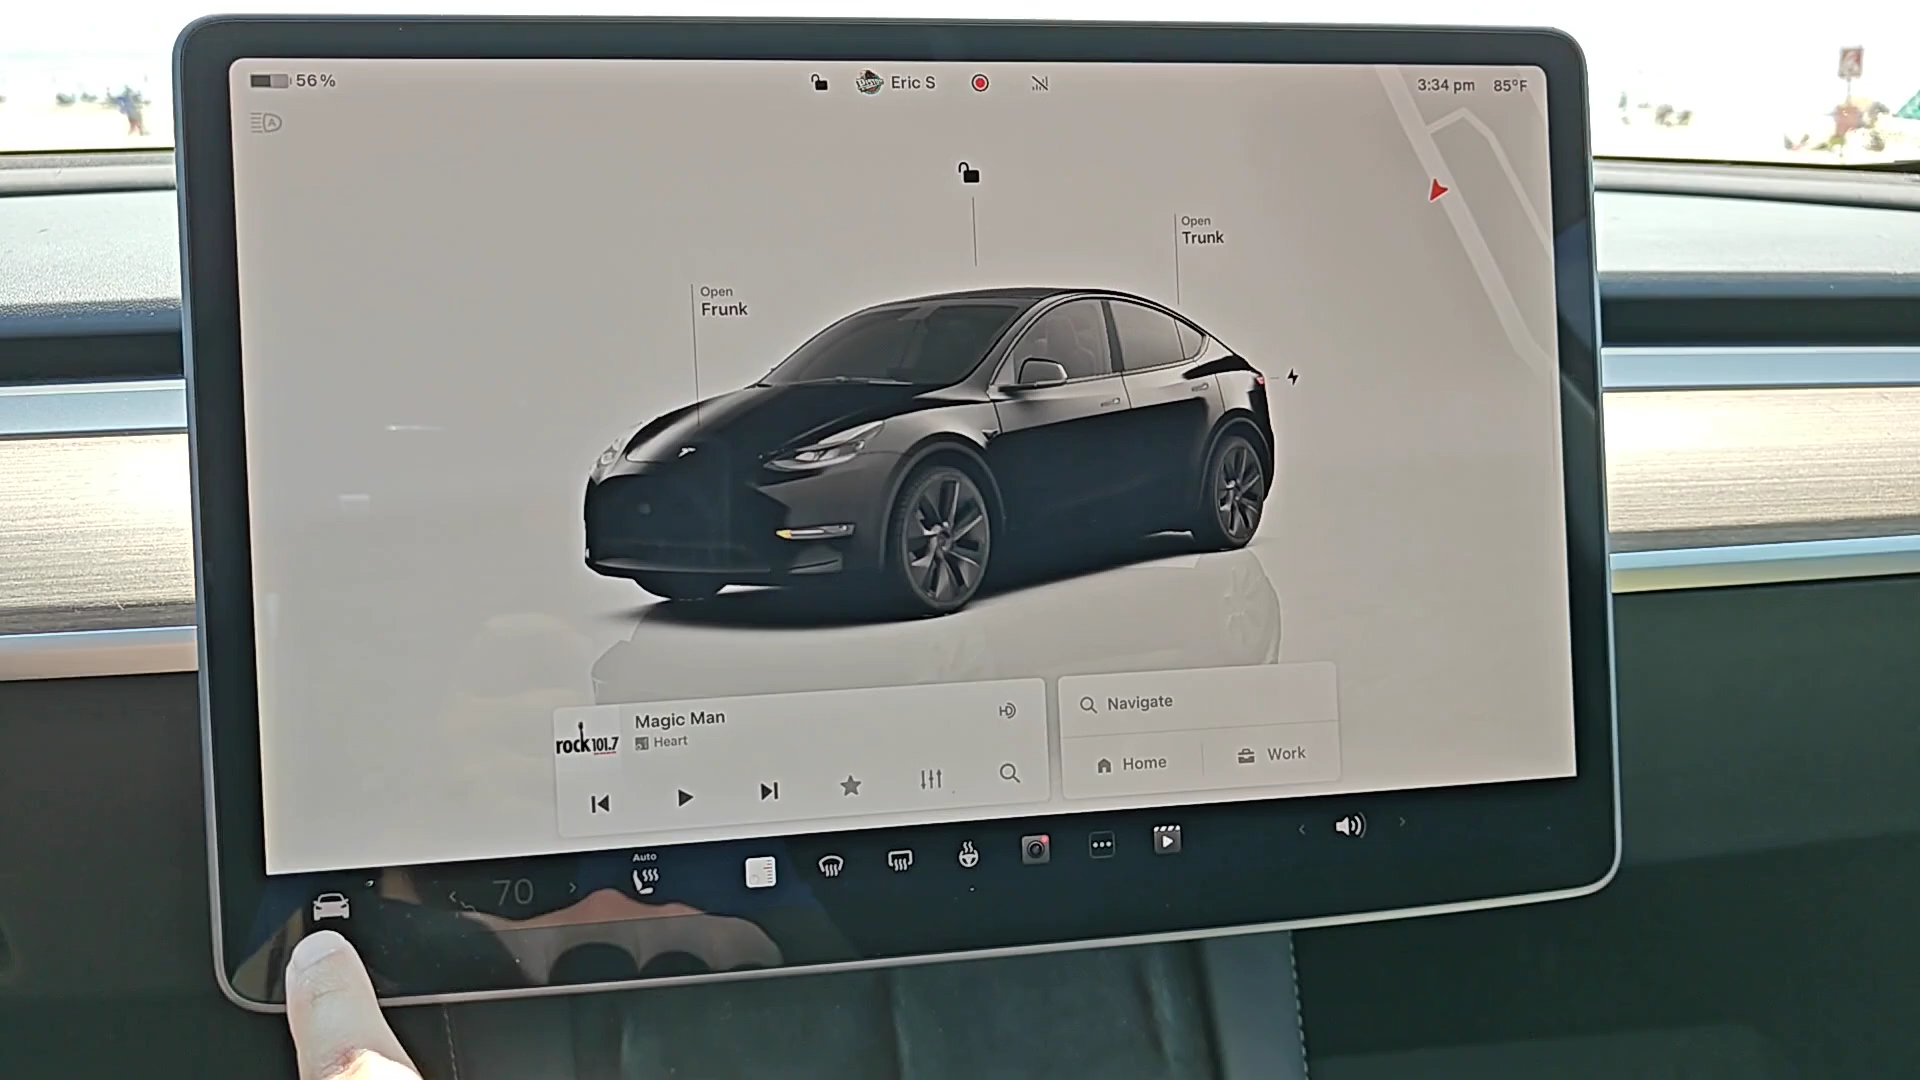 56%
Eric S
3:34 pm 85°F
A
Open
Trunk
Open
Frunk
rock 101.7
Magic Man
Heart
HD
Navigate
Home
Work
Auto
70